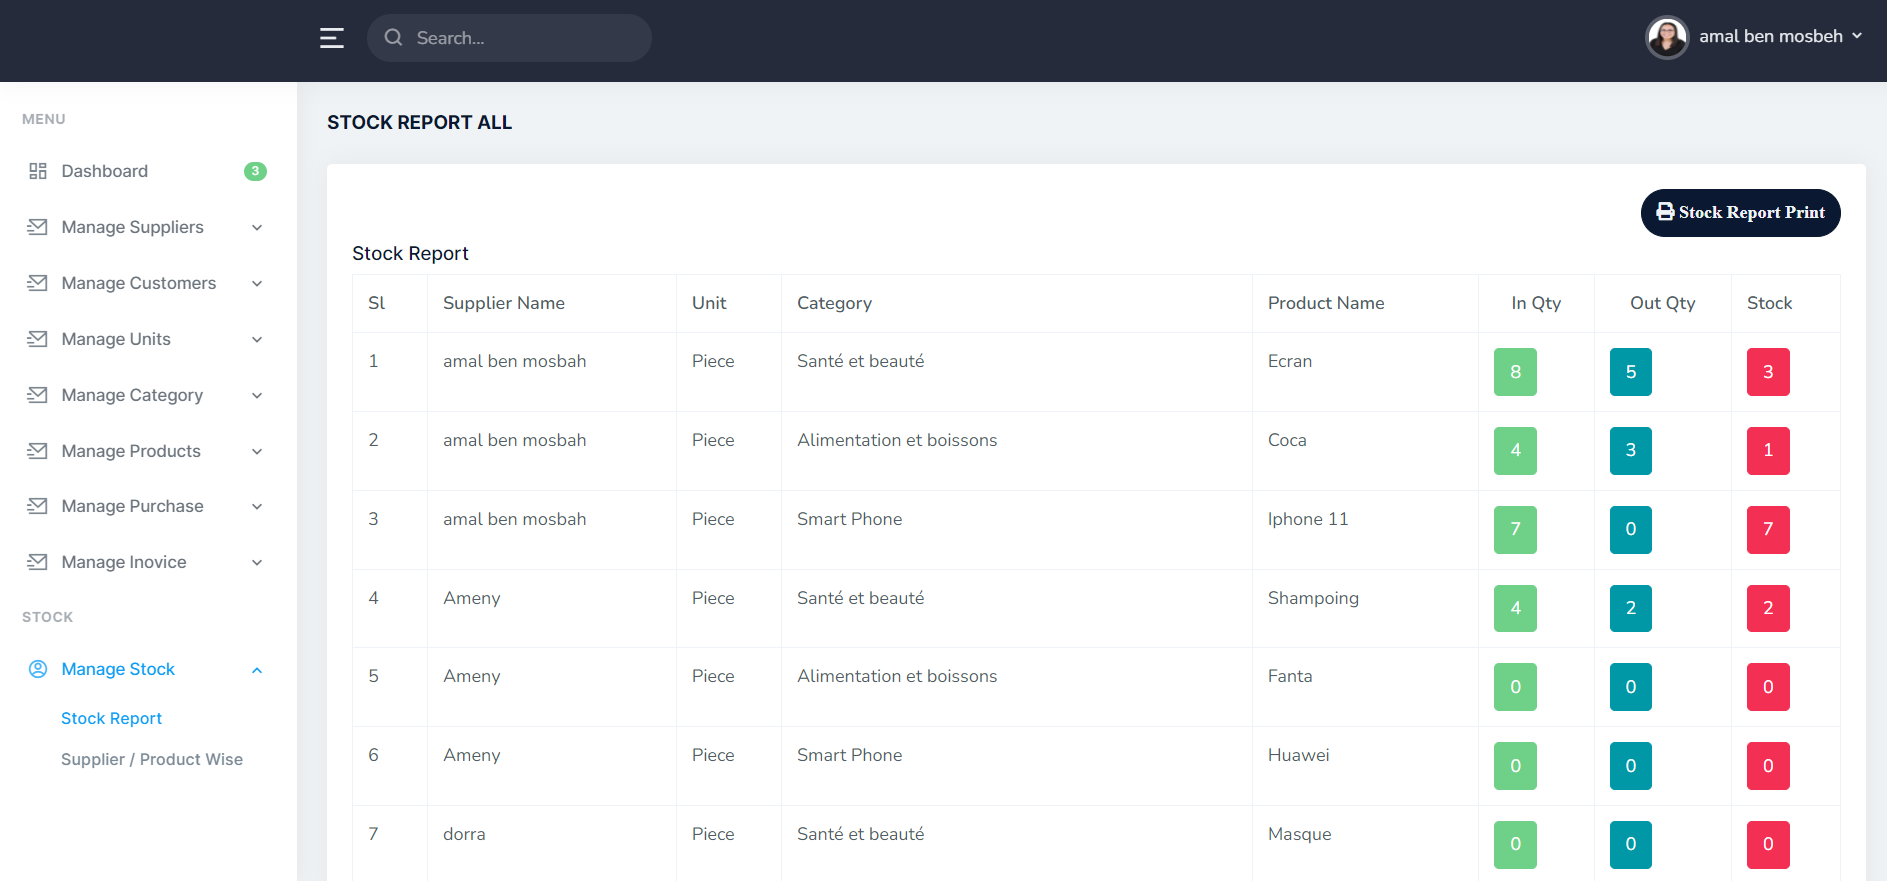 Search...
amal ben mosbeh
MENU
Dashboard 3
Manage Suppliers
Manage Customers
Manage Units
Manage Category
Manage Products
Manage Purchase
Manage Inovice
STOCK
Manage Stock
Stock Report
Supplier / Product Wise
STOCK REPORT ALL
Stock Report Print
Stock Report
Sl Supplier Name Unit Category Product Name In Qty Out Qty Stock
1 amal ben mosbah Piece Santé et beauté Ecran 8 5 3
2 amal ben mosbah Piece Alimentation et boissons Coca 4 3 1
3 amal ben mosbah Piece Smart Phone Iphone 11 7 0 7
4 Ameny Piece Santé et beauté Shampoing 4 2 2
5 Ameny Piece Alimentation et boissons Fanta 0 0 0
6 Ameny Piece Smart Phone Huawei 0 0 0
7 dorra Piece Santé et beauté Masque 0 0 0